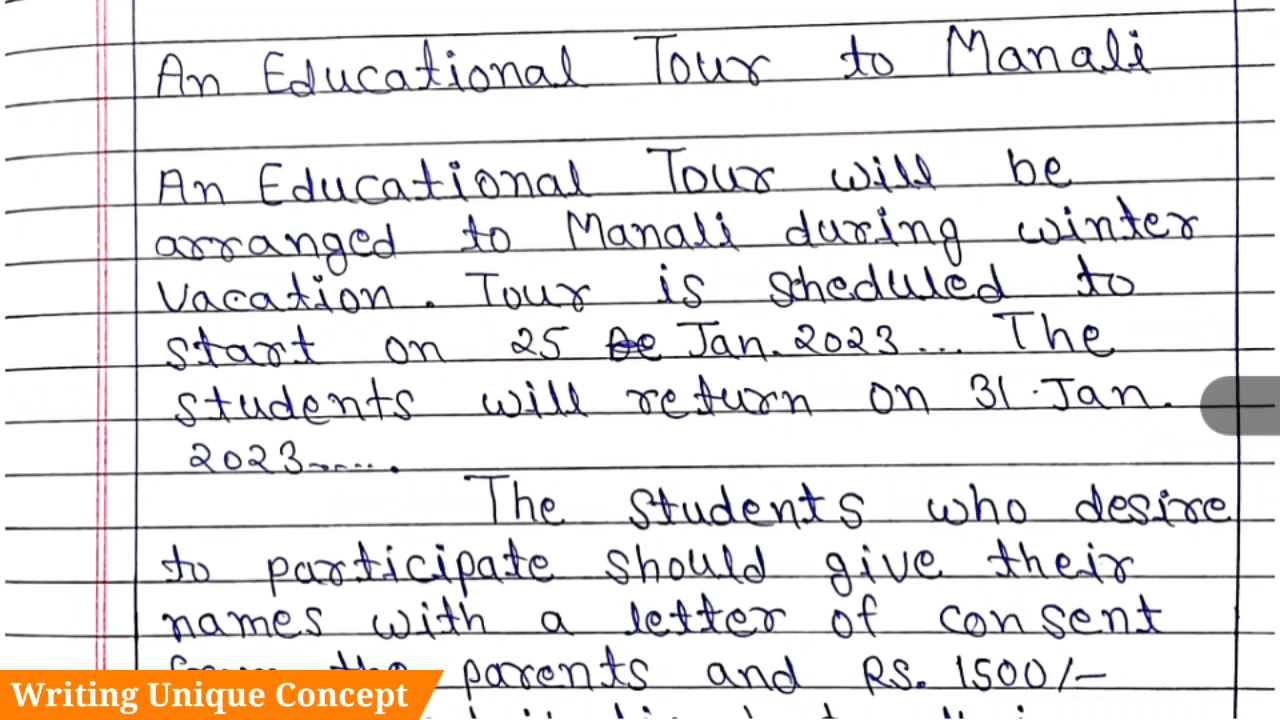 An Educational Tour to Manali
An Educational Tour will be
arranged to Manali during winter
vacation. Tour is sheduled to
start on 25 Jan. 2023... The
students will return on 31 Jan.
2023......
The students who desire
to participate should give their
names with a letter of consent
from the parents and RS. 1500/-
Writing Unique Concept